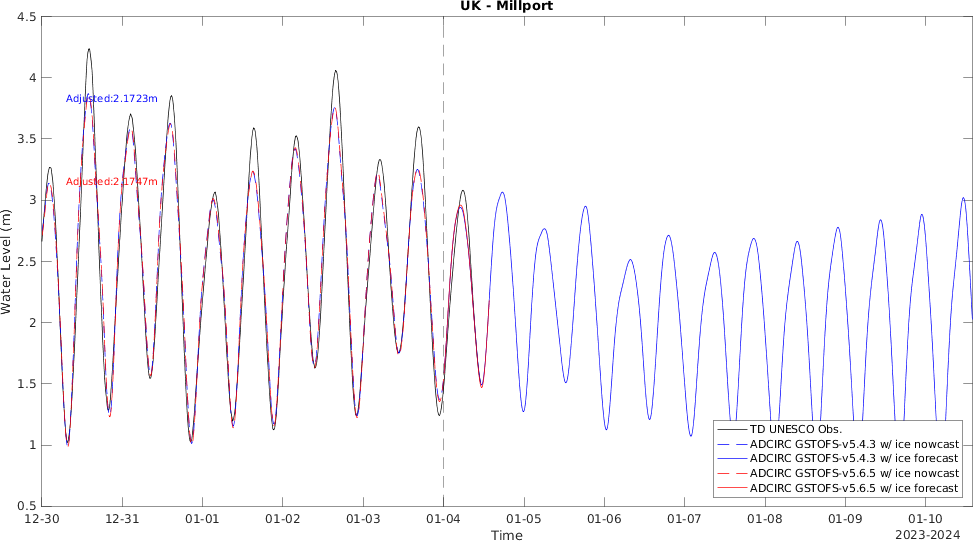 UK - Millport
4.5
4
3.5
3
2.5
2
1.5
1
0.5
Water Level (m)
Adjusted:2.1723m
Adjusted:2.1747m
TD UNESCO Obs.
ADCIRC GSTOFS-v5.4.3 w/ ice nowcast
ADCIRC GSTOFS-v5.4.3 w/ ice forecast
ADCIRC GSTOFS-v5.6.5 w/ ice nowcast
ADCIRC GSTOFS-v5.6.5 w/ ice forecast
12-30 12-31 01-01 01-02 01-03 01-04 01-05 01-06 01-07 01-08 01-09 01-10
Time
2023-2024